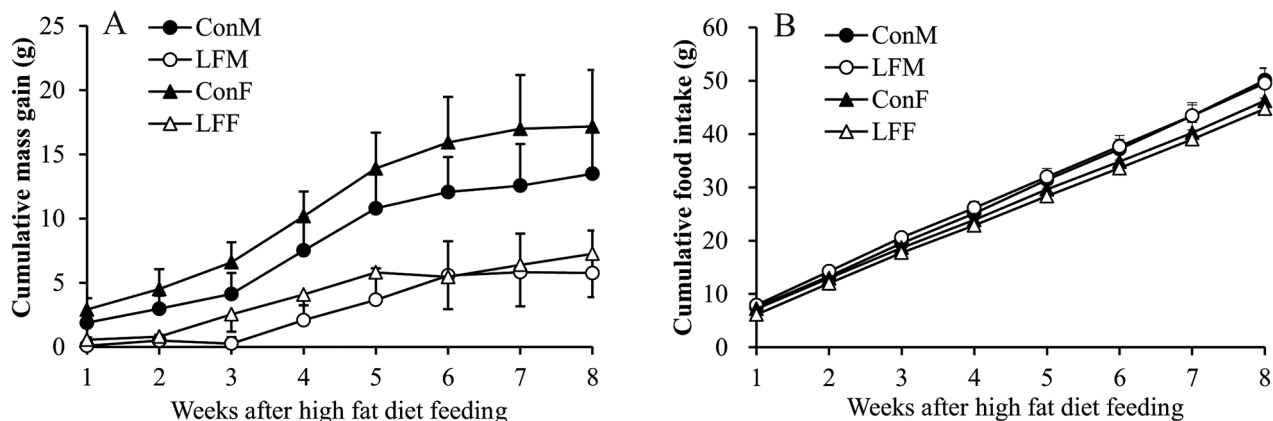 A
Cumulative mass gain (g)
25
20
15
10
5
0
ConM
LFM
ConF
LFF
1 2 3 4 5 6 7 8
Weeks after high fat diet feeding
B
Cumulative food intake (g)
60
50
40
30
20
10
0
ConM
LFM
ConF
LFF
1 2 3 4 5 6 7 8
Weeks after high fat diet feeding